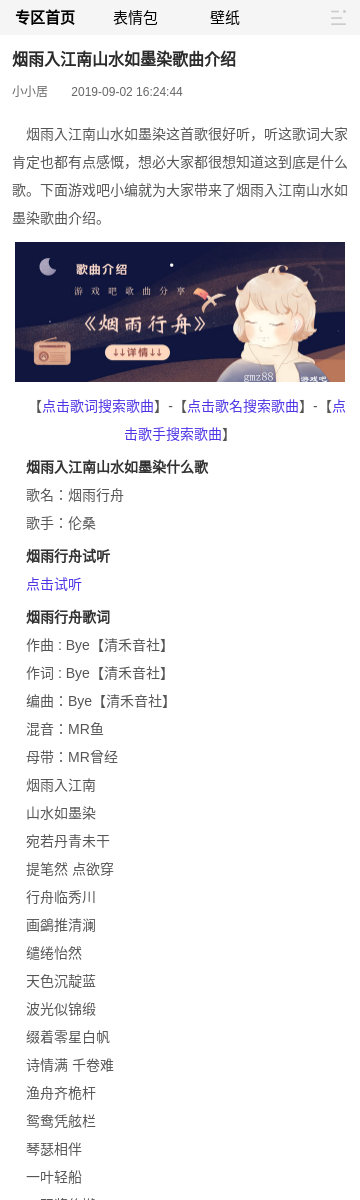 专区首页 表情包 壁纸
烟雨入江南山水如墨染歌曲介绍
小小居 2019-09-02 16:24:44
烟雨入江南山水如墨染这首歌很好听，听这歌词大家
肯定也都有点感慨，想必大家都很想知道这到底是什么
歌。下面游戏吧小编就为大家带来了烟雨入江南山水如
墨染歌曲介绍。
歌曲介绍
游戏吧歌曲分享
《烟雨行舟》
↓↓详情↓↓
gmz88
游戏吧
【点击歌词搜索歌曲】-【点击歌名搜索歌曲】-【点
击歌手搜索歌曲】
烟雨入江南山水如墨染什么歌
歌名：烟雨行舟
歌手：伦桑
烟雨行舟试听
点击试听
烟雨行舟歌词
作曲 : Bye【清禾音社】
作词 : Bye【清禾音社】
编曲：Bye【清禾音社】
混音：MR鱼
母带：MR曾经
烟雨入江南
山水如墨染
宛若丹青未干
提笔然 点欲穿
行舟临秀川
画鷁推清澜
缱绻怡然
天色沉靛蓝
波光似锦缎
缀着零星白帆
诗情满 千卷难
渔舟齐桅杆
鸳鸯凭舷栏
琴瑟相伴
一叶轻船